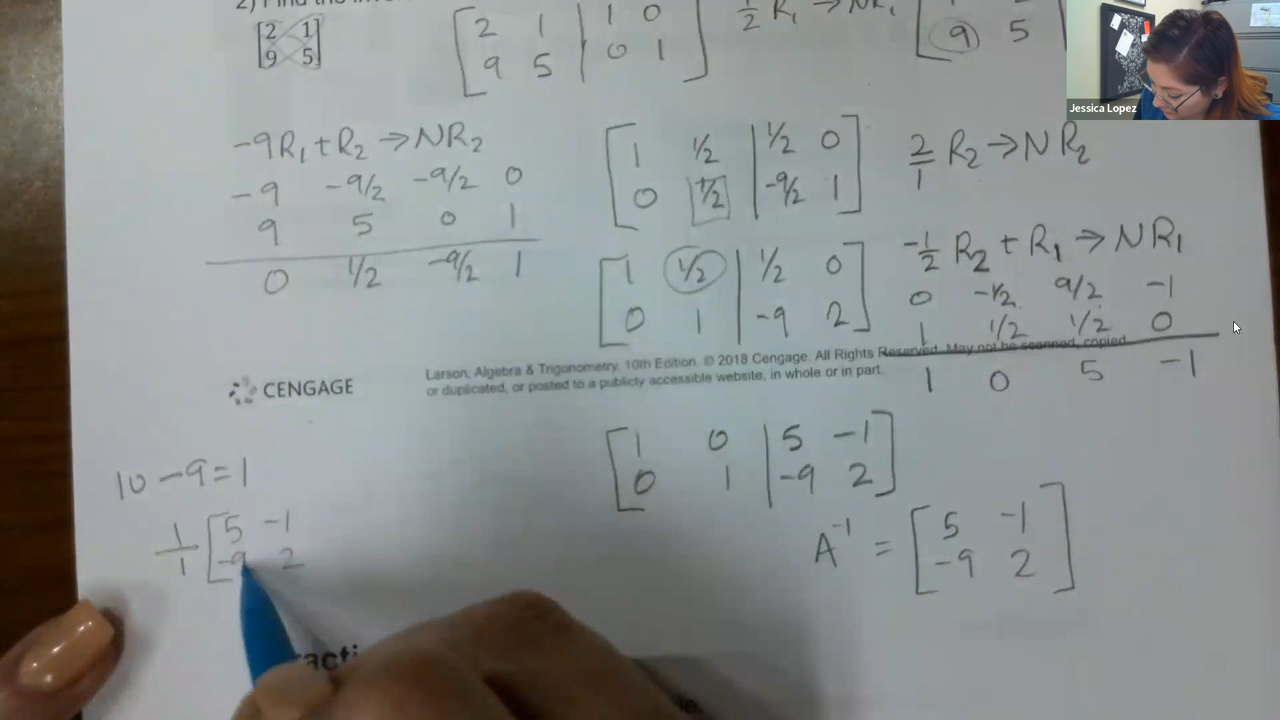 2) Find the inver
[2 1
9 5]
[2 1 | 1 0
9 5 | 0 1]
1/2 R₁ → NR₁
9 5
Jessica Lopez
-9R₁ + R₂ → NR₂
-9 -9/2 -9/2 0
9 5 0 1
0 1/2 -9/2 1
[1 1/2 | 1/2 0
0 1/2 | -9/2 1]
2/1 R₂ → NR₂
[1 1/2 | 1/2 0
0 1 | -9 2]
-1/2 R₂ + R₁ → NR₁
0 -1/2 9/2 -1
1 1/2 1/2 0
1 0 5 -1
CENGAGE
Larson, Algebra & Trigonometry, 10th Edition. © 2018 Cengage. All Rights Reserved. May not be scanned, copied
or duplicated, or posted to a publicly accessible website, in whole or in part.
[1 0 | 5 -1
0 1 | -9 2]
A⁻¹ = [5 -1
-9 2]
10 - 9 = 1
1/1 [5 -1
-9 2
acti